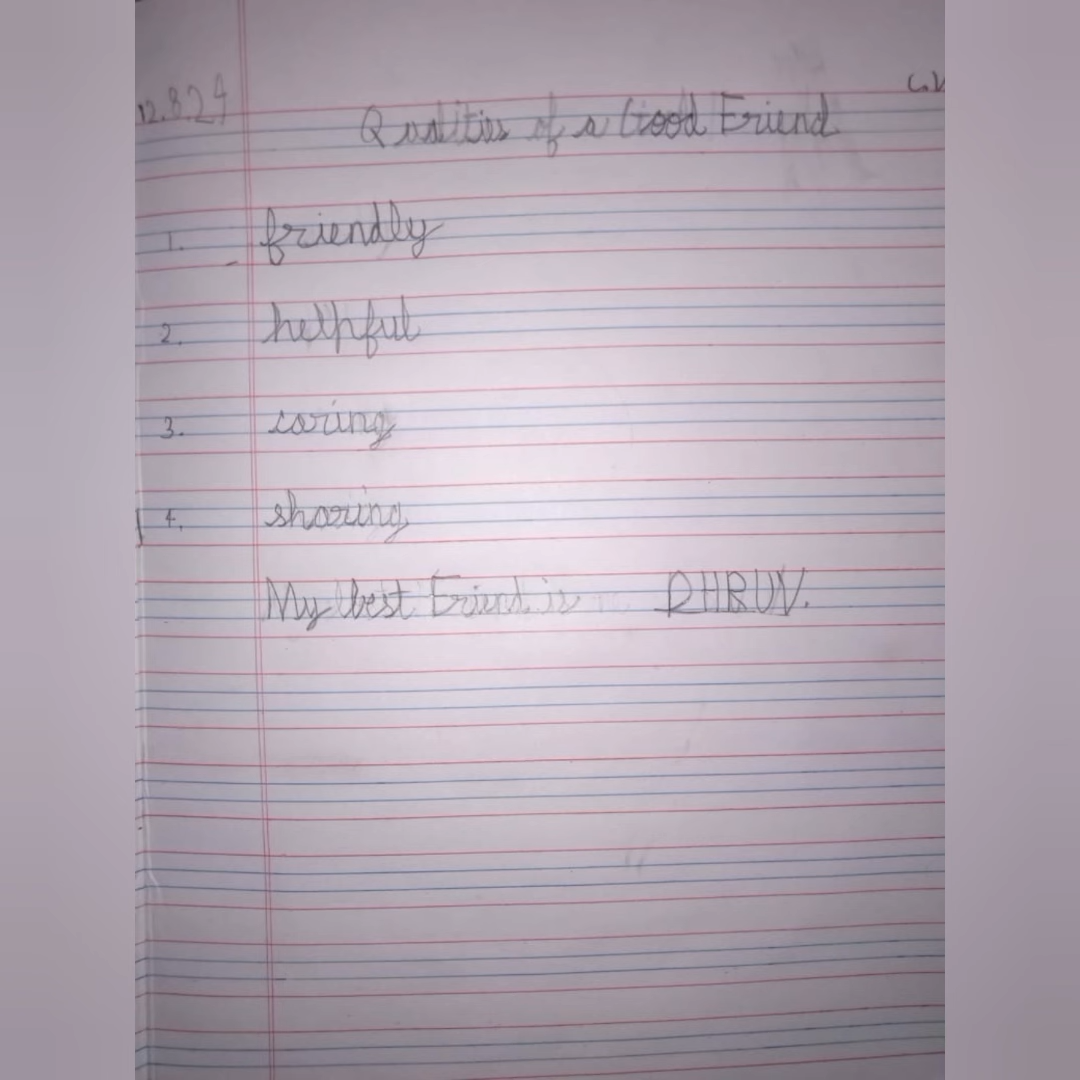 12.8.24 C.W
Qualities of a Good Friend
1. friendly
2. helpful
3. caring
4. sharing
My best Friend is DHRUV.